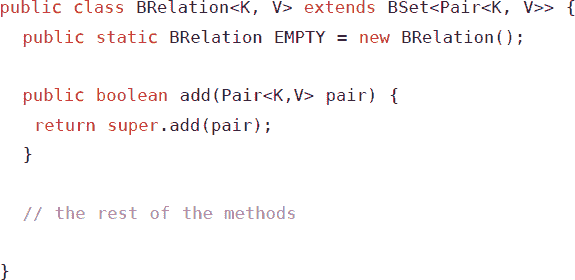 public class BRelation<K, V> extends BSet<Pair<K, V>> {
public static BRelation EMPTY = new BRelation();
public boolean add(Pair<K,V> pair) {
return super.add(pair);
}
// the rest of the methods
}